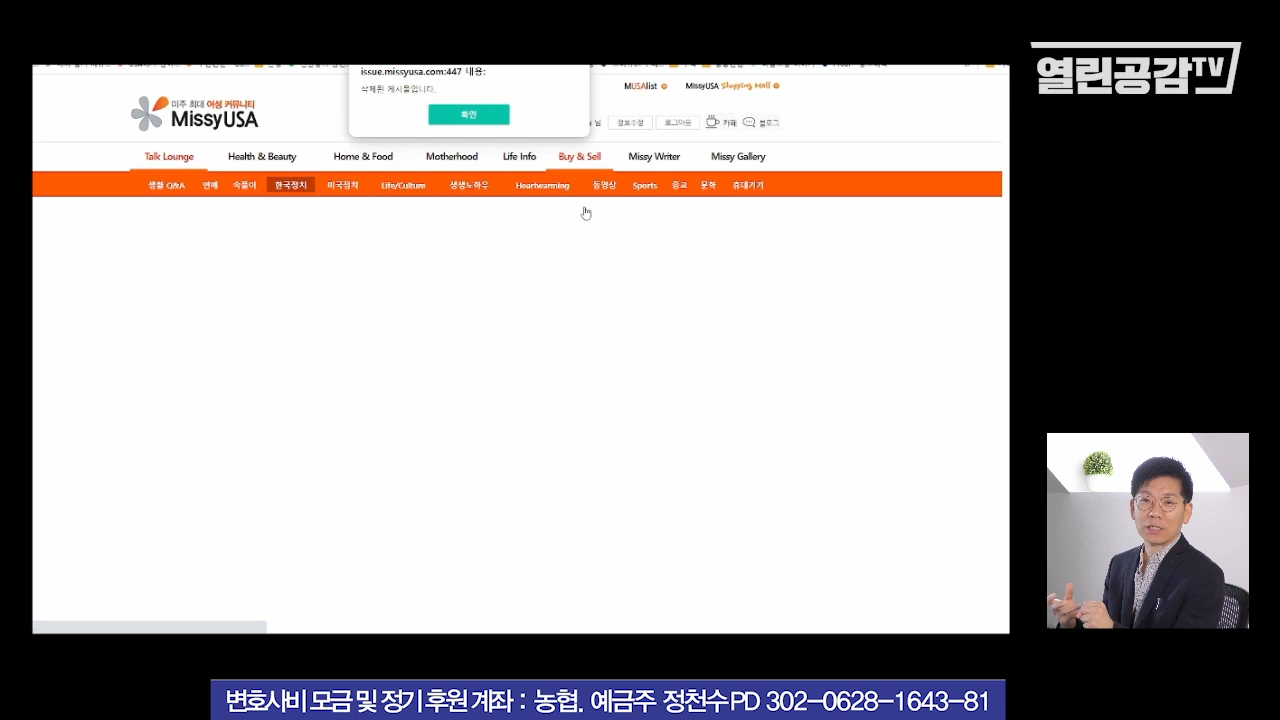 열린공감TV
issue.missyusa.com:447 내용:
삭제된 게시물입니다.
확인
MUSAlist
MissyUSA Shopping Mall
미주 최대 여성 커뮤니티
MissyUSA
님 정보수정 로그아웃 카페 블로그
Talk Lounge Health & Beauty Home & Food Motherhood Life Info Buy & Sell Missy Writer Missy Gallery
생활 Q&A 연예 속풀이 한국정치 미국정치 Life/Culture 생생노하우 Heartwarming 동영상 Sports 종교 문학 휴대기기
변호사비 모금 및 정기 후원 계좌 : 농협. 예금주 정천수PD 302-0628-1643-81